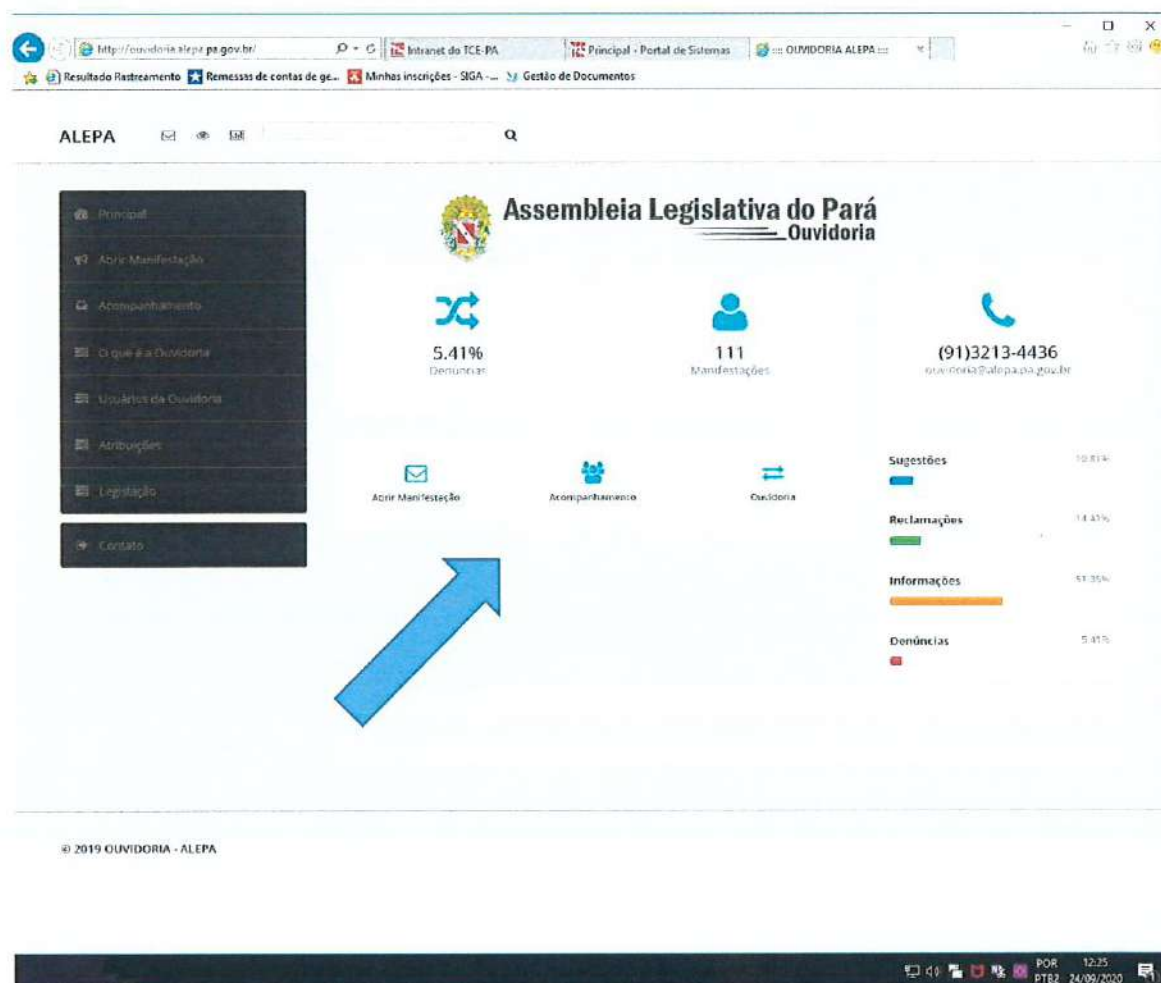 http://ouvidoria.alepa.pa.gov.br/
Intranet do TCE-PA
Principal - Portal de Sistemas
:::: OUVIDORIA ALEPA ::::
Resultado Rastreamento
Remessas de contas de ge...
Minhas inscrições - SIGA -...
Gestão de Documentos
ALEPA
Principal
Abrir Manifestação
Acompanhamento
O que é a Ouvidoria
Usuários da Ouvidoria
Atribuições
Legislação
Contato
Assembleia Legislativa do Pará
Ouvidoria
5.41%
Denúncias
111
Manifestações
(91)3213-4436
ouvidoria@alepa.pa.gov.br
Abrir Manifestação
Acompanhamento
Ouvidoria
Sugestões
Reclamações 14.41%
Informações 51.35%
Denúncias 5.41%
© 2019 OUVIDORIA - ALEPA
POR 12:25
PTB2 24/09/2020